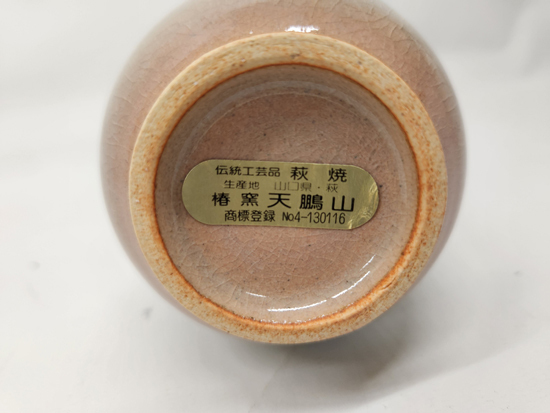 伝統工芸品 萩焼
生産地 山口県・萩
椿窯 天鵬山
商標登録 No4-130116